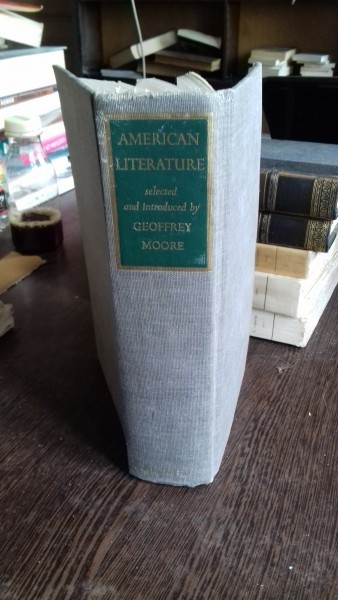 AMERICAN
LITERATURE
selected
and introduced by
GEOFFREY
MOORE